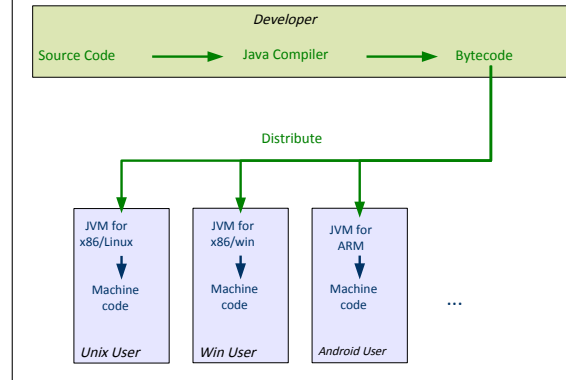 Developer
Source Code
Java Compiler
Bytecode
Distribute
JVM for
x86/Linux
Machine
code
Unix User
JVM for
x86/win
Machine
code
Win User
JVM for
ARM
Machine
code
Android User
...